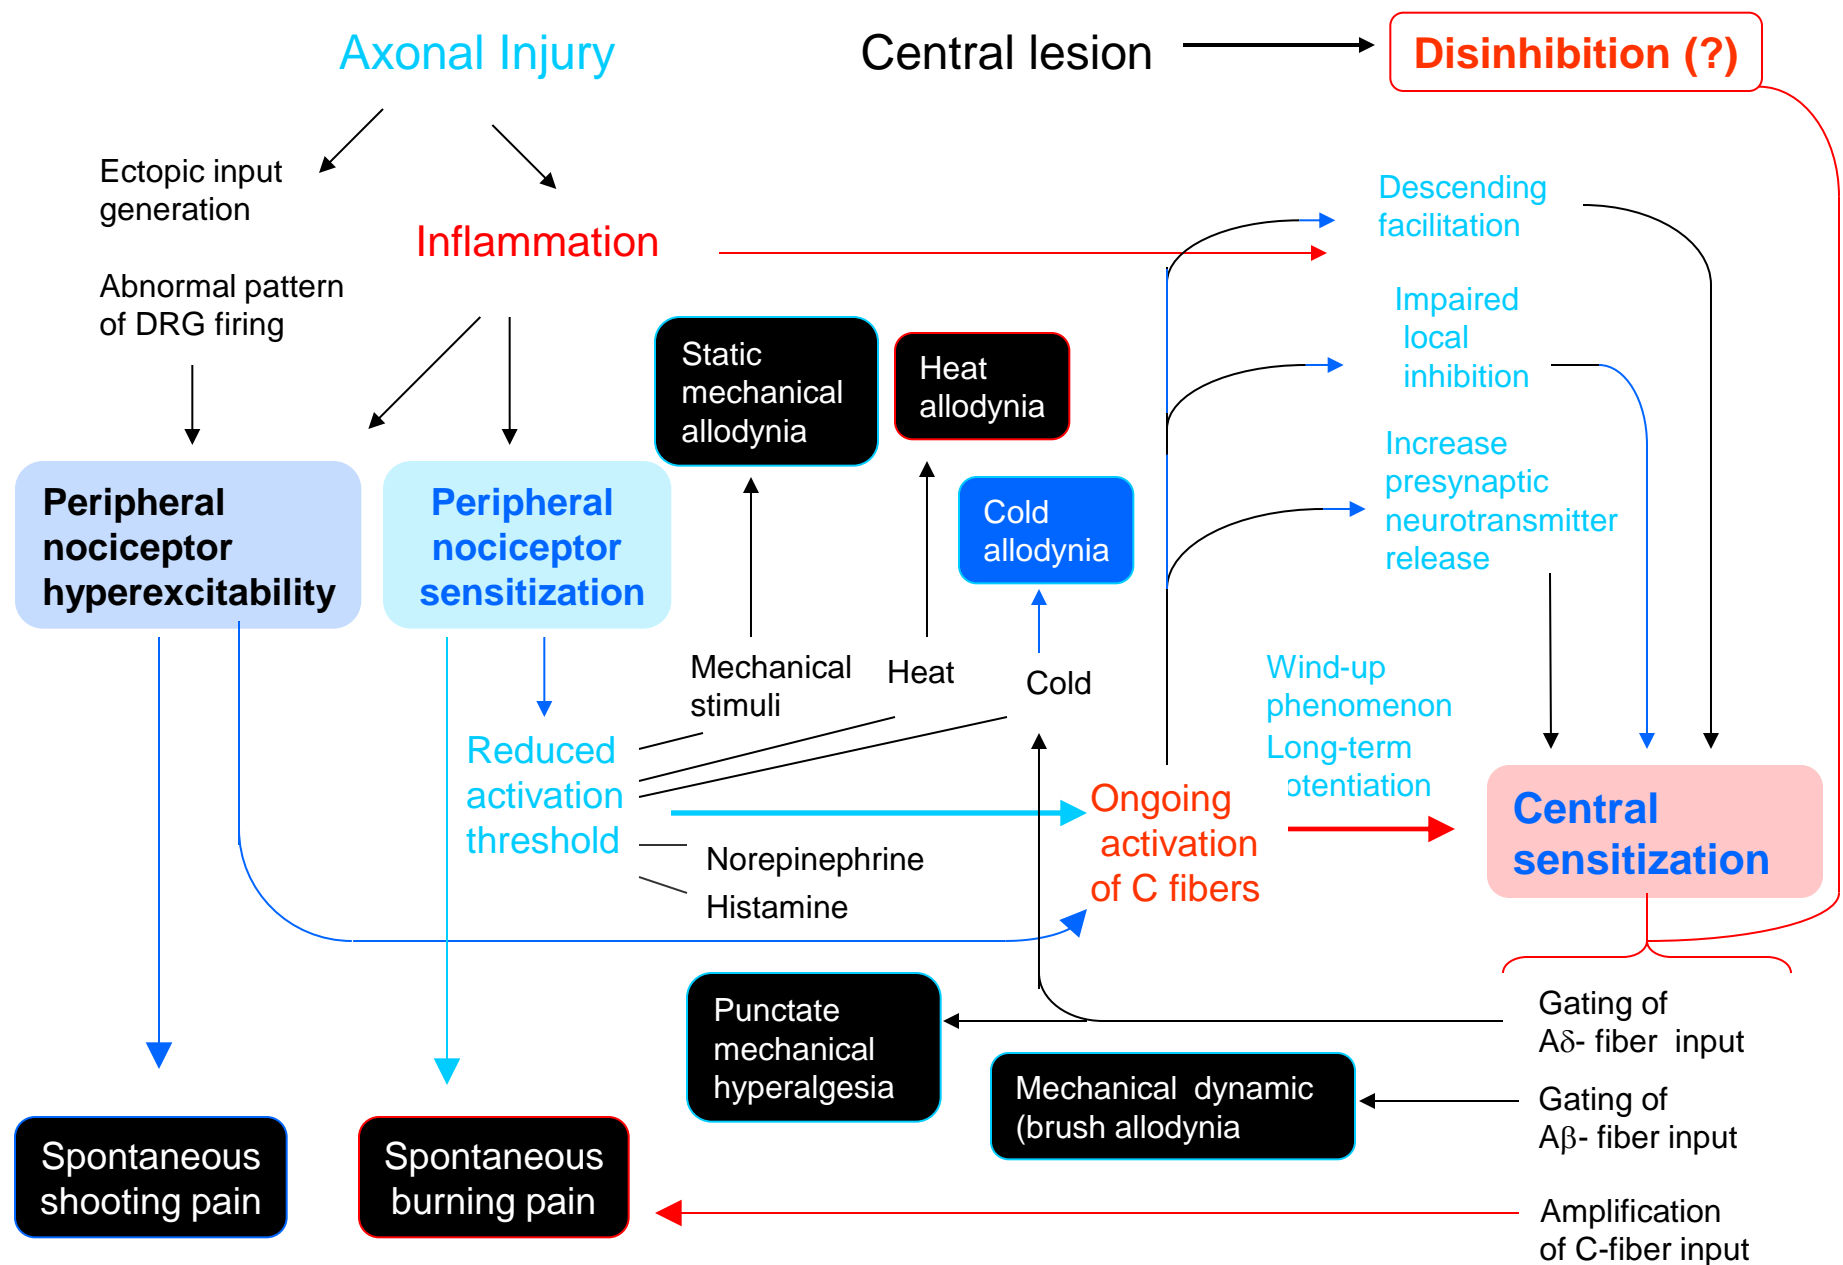 Axonal Injury
Central lesion
Disinhibition (?)
Ectopic input
generation
Inflammation
Abnormal pattern
of DRG firing
Descending
facilitation
Impaired
local
inhibition
Increase
presynaptic
neurotransmitter
release
Static
mechanical
allodynia
Heat
allodynia
Cold
allodynia
Peripheral
nociceptor
hyperexcitability
Peripheral
nociceptor
sensitization
Mechanical
stimuli
Heat
Cold
Wind-up
phenomenon
Long-term
otentiation
Reduced
activation
threshold
Norepinephrine
Histamine
Ongoing
activation
of C fibers
Central
sensitization
Punctate
mechanical
hyperalgesia
Mechanical dynamic
(brush allodynia
Gating of
Aδ- fiber input
Gating of
Aβ- fiber input
Amplification
of C-fiber input
Spontaneous
shooting pain
Spontaneous
burning pain